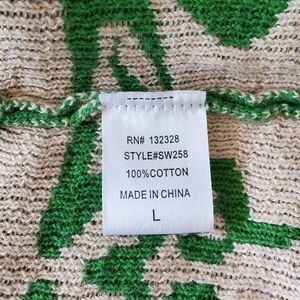 RN# 132328
STYLE#SW258
100%COTTON
MADE IN CHINA
L